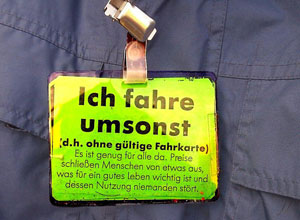 Ich fahre
umsonst
(d.h. ohne gültige Fahrkarte)
Es ist genug für alle da. Preise
schließen Menschen von etwas aus,
was für ein gutes Leben wichtig ist und
dessen Nutzung niemanden stört.